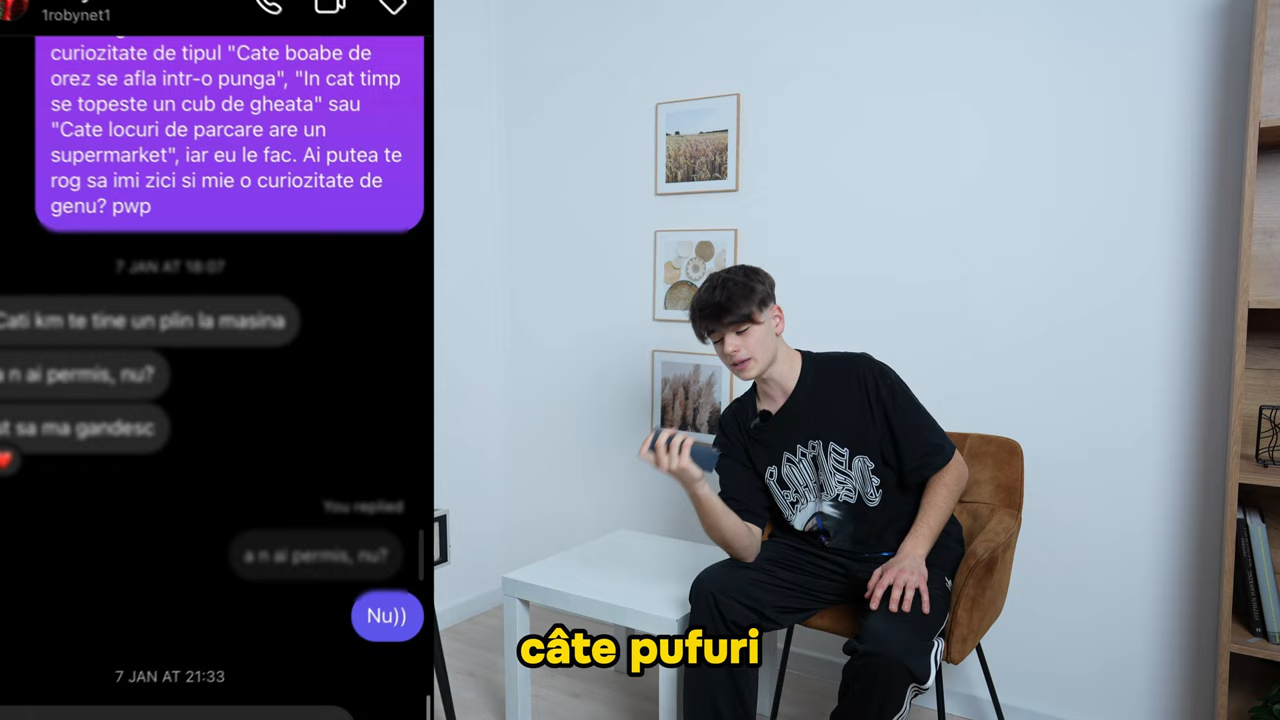 1robynet1
curiozitate de tipul "Cate boabe de
orez se afla intr-o punga", "In cat timp
se topeste un cub de gheata" sau
"Cate locuri de parcare are un
supermarket", iar eu le fac. Ai putea te
rog sa imi zici si mie o curiozitate de
genu? pwp
7 JAN AT 18:07
Cati km te tine un plin la masina
a n ai permis, nu?
st sa ma gandesc
You replied
a n ai permis, nu?
Nu))
7 JAN AT 21:33
câte pufuri